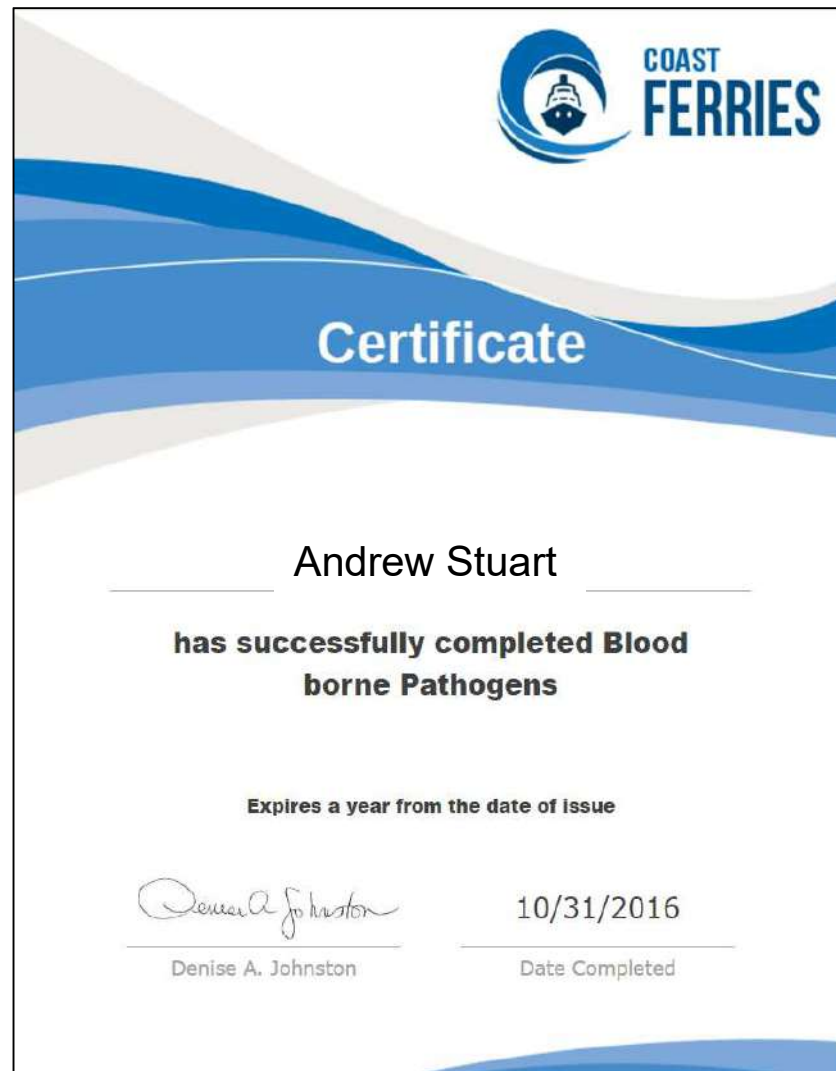 COAST
FERRIES
Certificate
Andrew Stuart
has successfully completed Blood
borne Pathogens
Expires a year from the date of issue
Denise A Johnston
10/31/2016
Denise A. Johnston
Date Completed